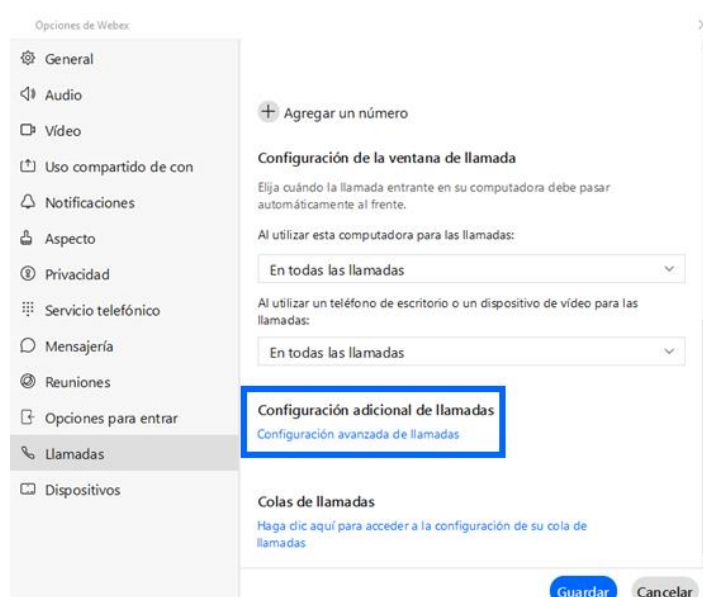 Opciones de Webex
General
Audio
Vídeo
Uso compartido de con
Notificaciones
Aspecto
Privacidad
Servicio telefónico
Mensajería
Reuniones
Opciones para entrar
Llamadas
Dispositivos
Agregar un número
Configuración de la ventana de llamada
Elija cuándo la llamada entrante en su computadora debe pasar
automáticamente al frente.
Al utilizar esta computadora para las llamadas:
En todas las llamadas
Al utilizar un teléfono de escritorio o un dispositivo de vídeo para las
llamadas:
En todas las llamadas
Configuración adicional de llamadas
Configuración avanzada de llamadas
Colas de llamadas
Haga clic aquí para acceder a la configuración de su cola de
llamadas
Guardar
Cancelar